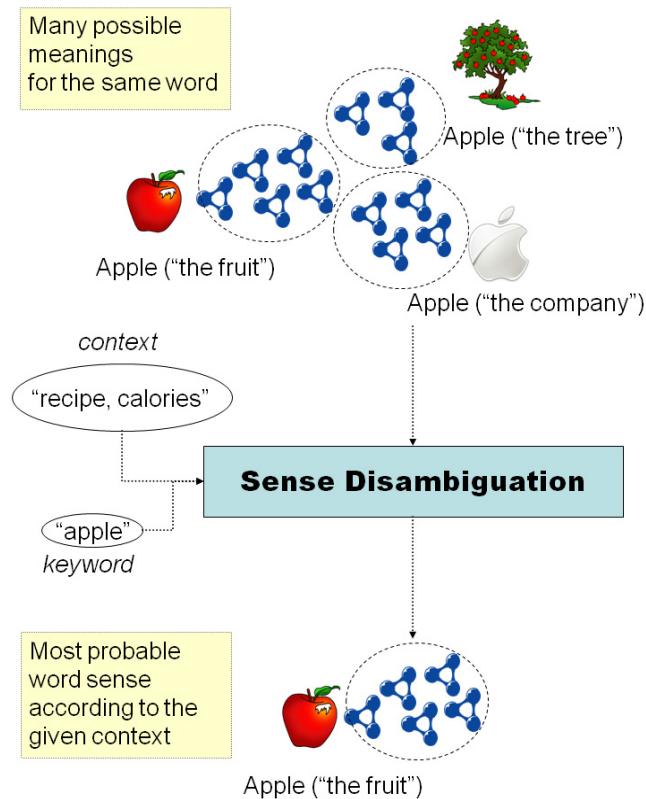 Many possible
meanings
for the same word
Apple (“the tree”)
Apple (“the fruit”)
Apple (“the company”)
context
“recipe, calories”
Sense Disambiguation
“apple”
keyword
Most probable
word sense
according to the
given context
Apple (“the fruit”)